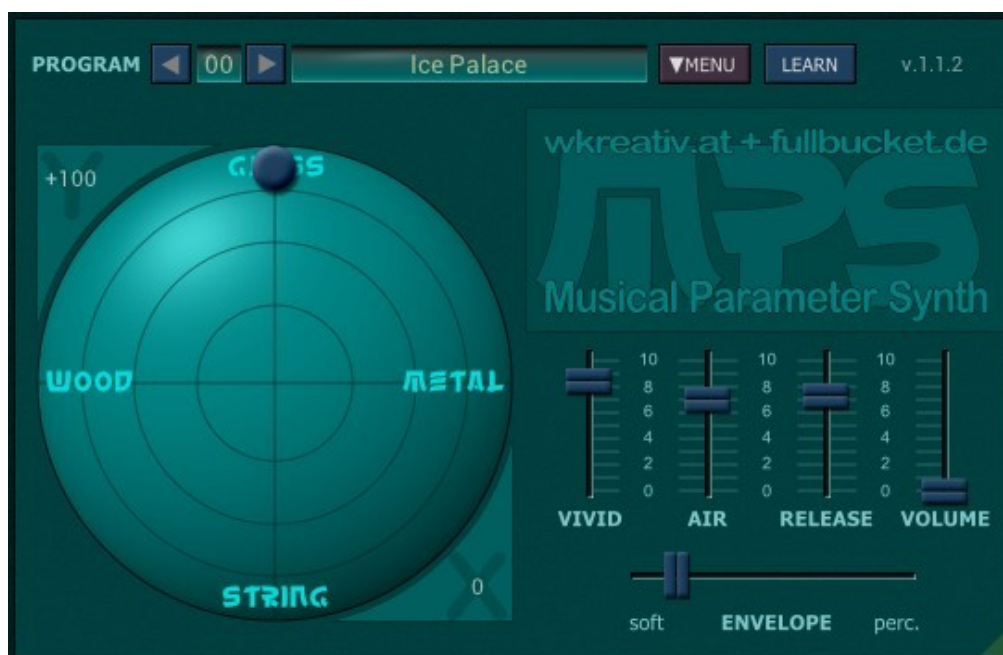 PROGRAM 00 Ice Palace ▼MENU LEARN v.1.1.2
wkreativ.at + fullbucket.de
MPS
Musical Parameter Synth
Y
+100
WOOD METAL
STRING
X
0
10 10 10
8 8 8
6 6 6
4 4 4
2 2 2
0 0 0
VIVID AIR RELEASE VOLUME
soft ENVELOPE perc.